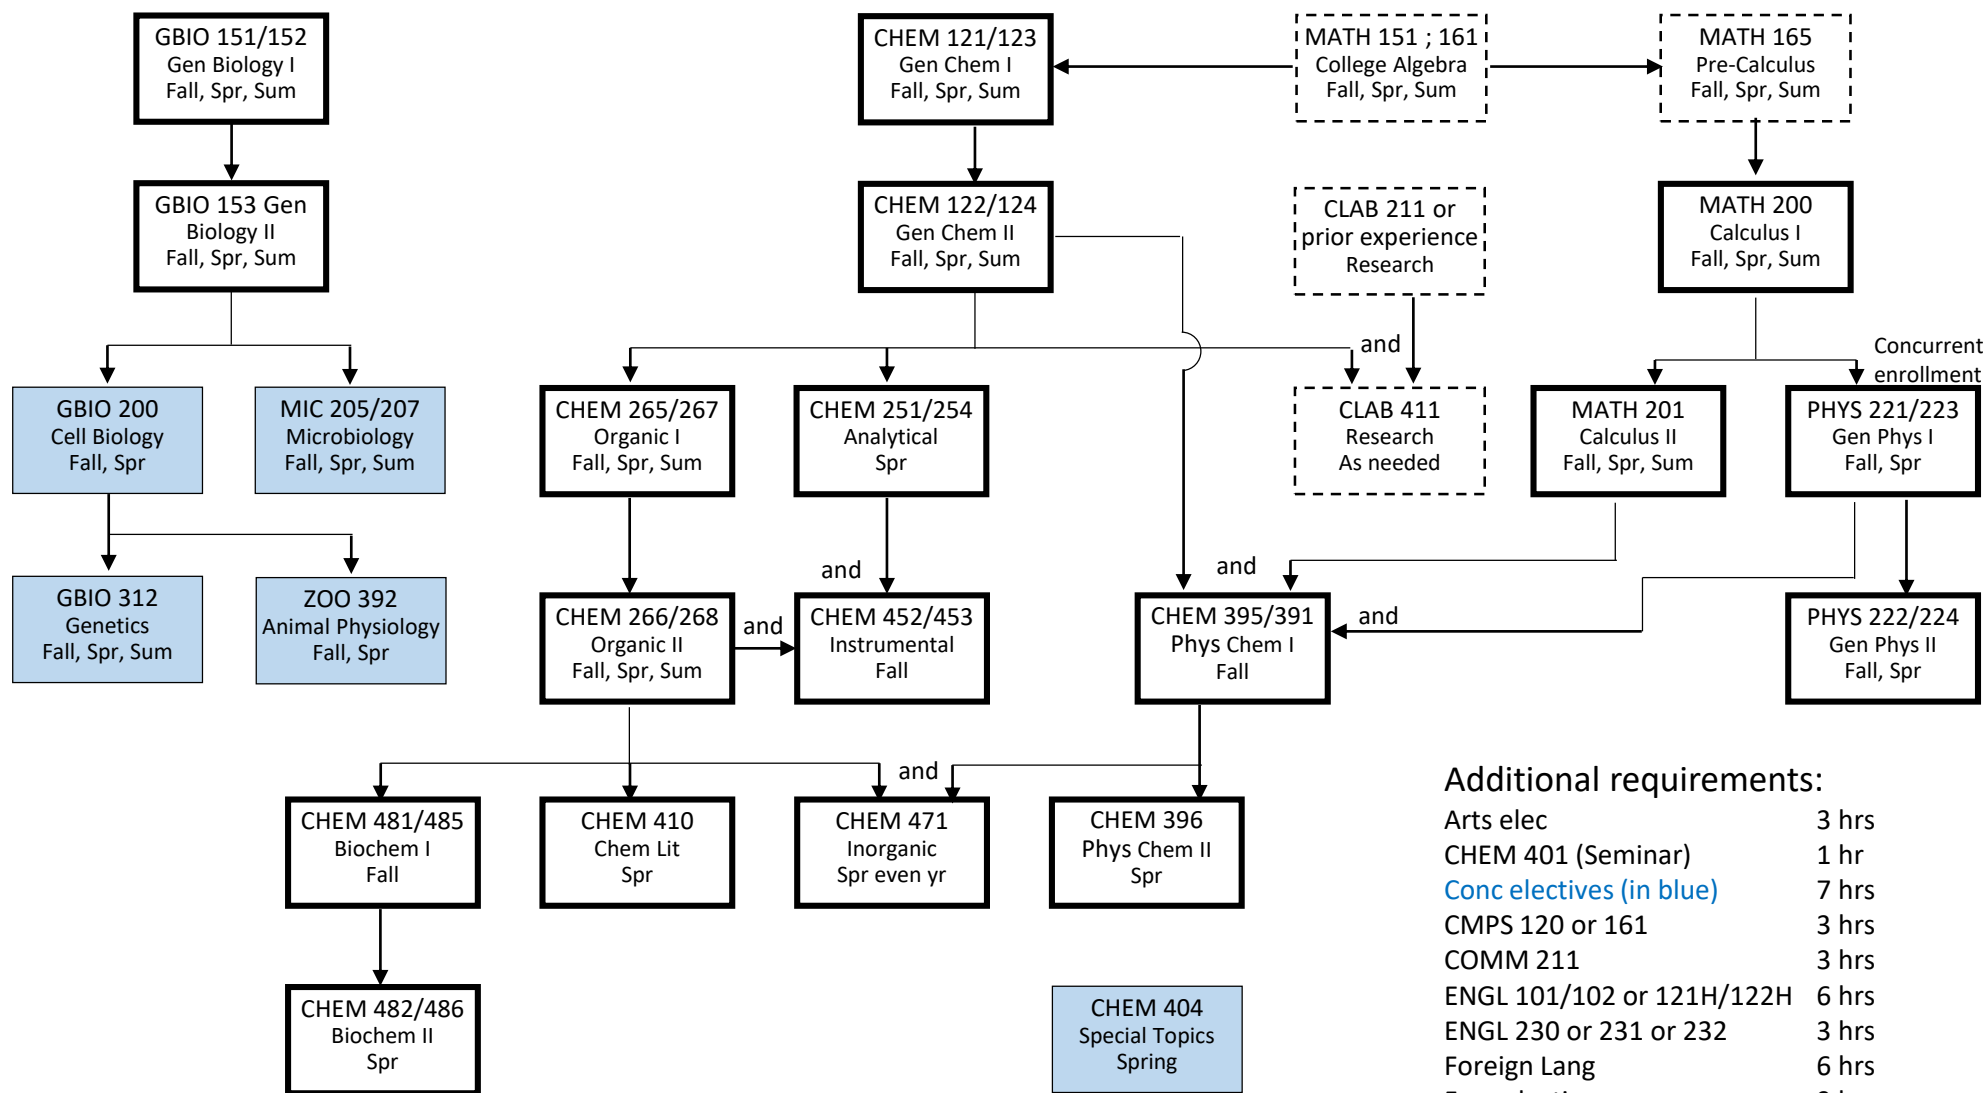 GBIO 151/152
Gen Biology I
Fall, Spr, Sum
CHEM 121/123
Gen Chem I
Fall, Spr, Sum
MATH 151 ; 161
College Algebra
Fall, Spr, Sum
MATH 165
Pre-Calculus
Fall, Spr, Sum
GBIO 153 Gen
Biology II
Fall, Spr, Sum
CHEM 122/124
Gen Chem II
Fall, Spr, Sum
CLAB 211 or
prior experience
Research
MATH 200
Calculus I
Fall, Spr, Sum
and
Concurrent
enrollment
GBIO 200
Cell Biology
Fall, Spr
MIC 205/207
Microbiology
Fall, Spr, Sum
CHEM 265/267
Organic I
Fall, Spr, Sum
CHEM 251/254
Analytical
Spr
CLAB 411
Research
As needed
MATH 201
Calculus II
Fall, Spr, Sum
PHYS 221/223
Gen Phys I
Fall, Spr
and
and
GBIO 312
Genetics
Fall, Spr, Sum
ZOO 392
Animal Physiology
Fall, Spr
CHEM 266/268
Organic II
Fall, Spr, Sum
and
CHEM 452/453
Instrumental
Fall
CHEM 395/391
Phys Chem I
Fall
and
PHYS 222/224
Gen Phys II
Fall, Spr
and
CHEM 481/485
Biochem I
Fall
CHEM 410
Chem Lit
Spr
CHEM 471
Inorganic
Spr even yr
CHEM 396
Phys Chem II
Spr
CHEM 482/486
Biochem II
Spr
CHEM 404
Special Topics
Spring
Additional requirements:
Arts elec 3 hrs
CHEM 401 (Seminar) 1 hr
Conc electives (in blue) 7 hrs
CMPS 120 or 161 3 hrs
COMM 211 3 hrs
ENGL 101/102 or 121H/122H 6 hrs
ENGL 230 or 231 or 232 3 hrs
Foreign Lang 6 hrs